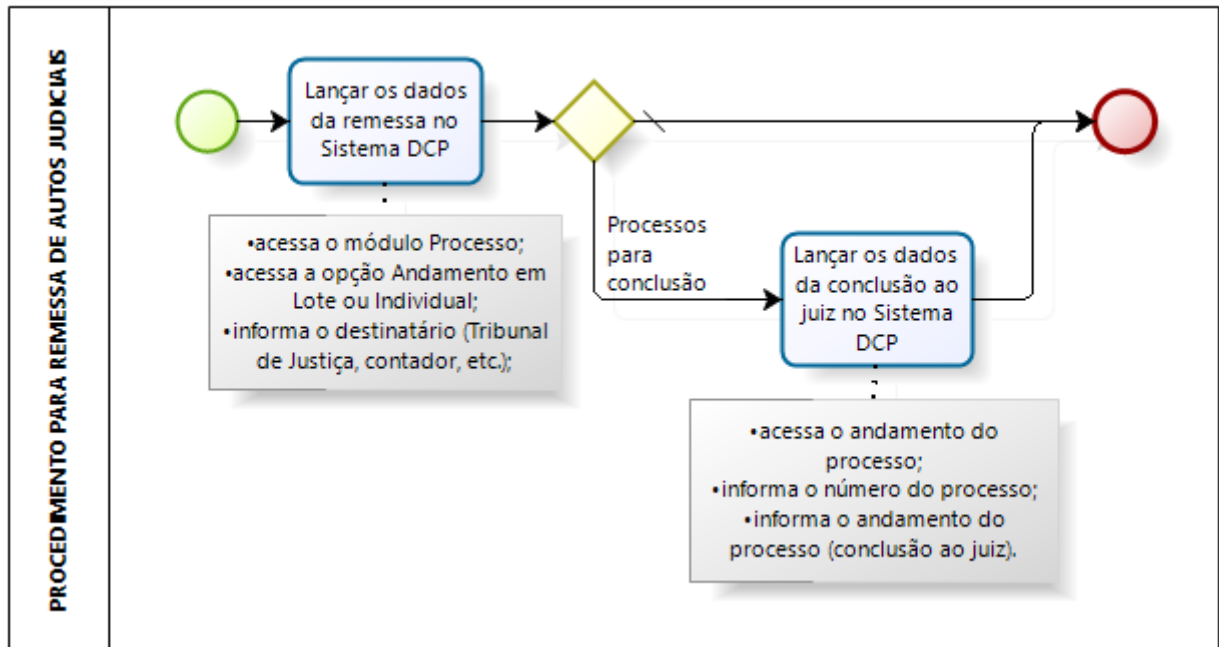 PROCEDIMENTO PARA REMESSA DE AUTOS JUDICIAIS
Lançar os dados
da remessa no
Sistema DCP
•acessa o módulo Processo;
•acessa a opção Andamento em
Lote ou Individual;
•informa o destinatário (Tribunal
de Justiça, contador, etc.);
Processos
para
conclusão
Lançar os dados
da conclusão ao
juiz no Sistema
DCP
•acessa o andamento do
processo;
•informa o número do processo;
•informa o andamento do
processo (conclusão ao juiz).